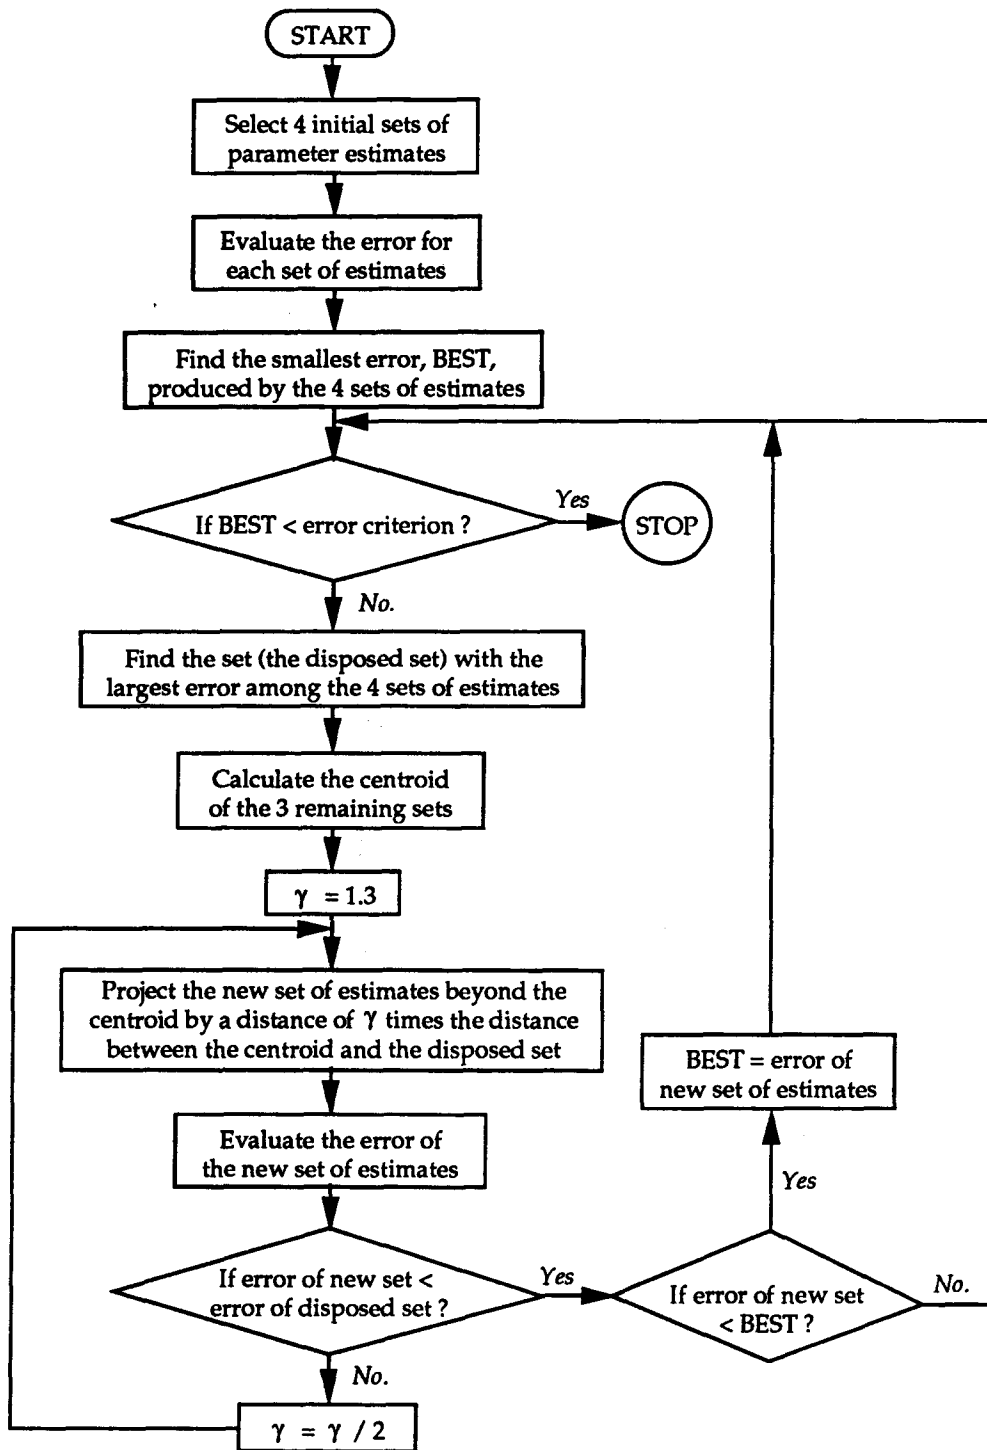 START
Select 4 initial sets of
parameter estimates
Evaluate the error for
each set of estimates
Find the smallest error, BEST,
produced by the 4 sets of estimates
If BEST < error criterion ?
Yes
STOP
No.
Find the set (the disposed set) with the
largest error among the 4 sets of estimates
Calculate the centroid
of the 3 remaining sets
γ = 1.3
Project the new set of estimates beyond the
centroid by a distance of γ times the distance
between the centroid and the disposed set
BEST = error of
new set of estimates
Evaluate the error of
the new set of estimates
Yes
If error of new set <
error of disposed set ?
Yes
If error of new set
< BEST ?
No.
No.
γ = γ / 2